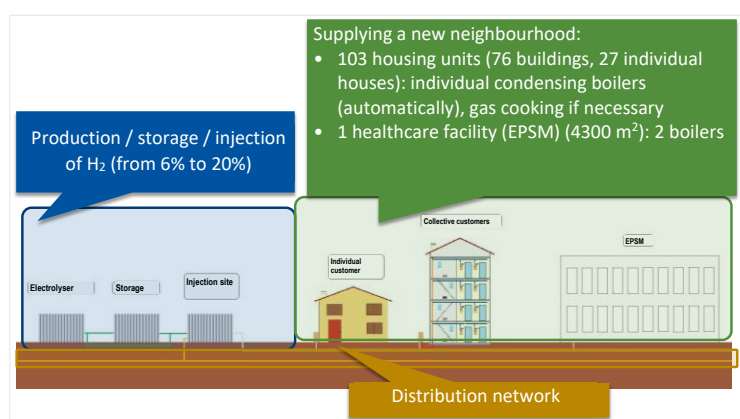 Supplying a new neighbourhood:
• 103 housing units (76 buildings, 27 individual
houses): individual condensing boilers
(automatically), gas cooking if necessary
• 1 healthcare facility (EPSM) (4300 m²): 2 boilers
Production / storage / injection
of H₂ (from 6% to 20%)
Collective customers
EPSM
Individual
customer
Injection site
Electrolyser
Storage
Distribution network